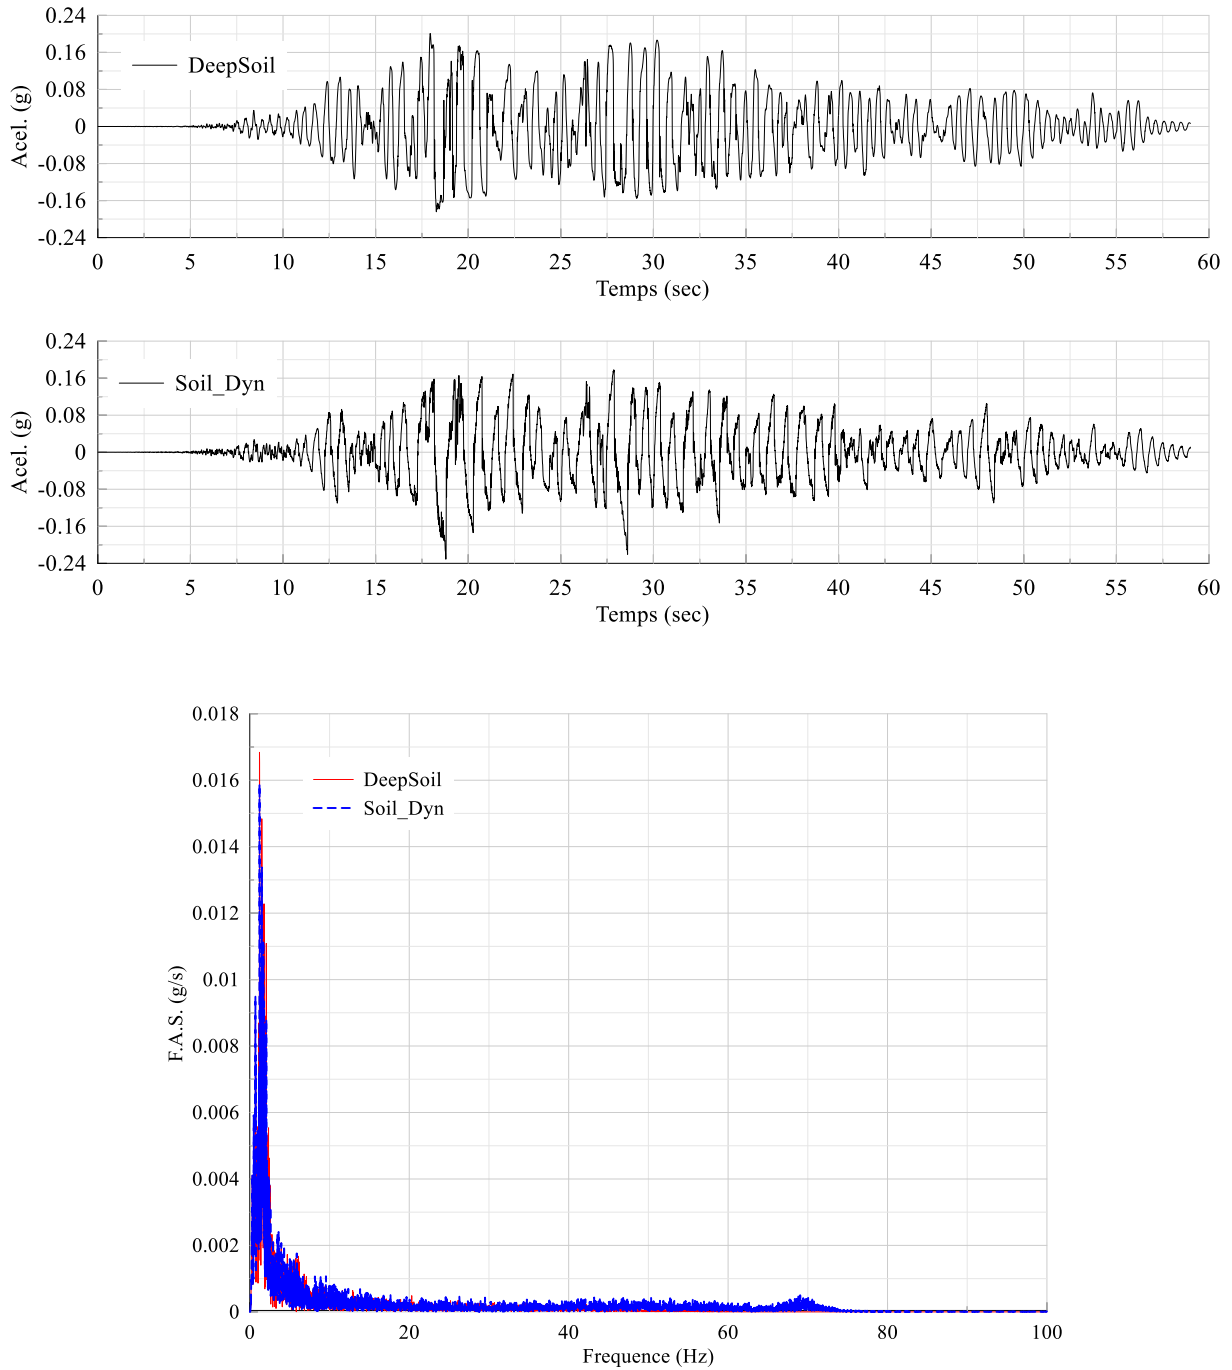 0.24
0.16
0.08
0
-0.08
-0.16
-0.24
Acel. (g)
DeepSoil
0 5 10 15 20 25 30 35 40 45 50 55 60
Temps (sec)
0.24
0.16
0.08
0
-0.08
-0.16
-0.24
Acel. (g)
Soil_Dyn
0 5 10 15 20 25 30 35 40 45 50 55 60
Temps (sec)
0.018
0.016
0.014
0.012
0.01
0.008
0.006
0.004
0.002
0
F.A.S. (g/s)
DeepSoil
Soil_Dyn
0 20 40 60 80 100
Frequence (Hz)